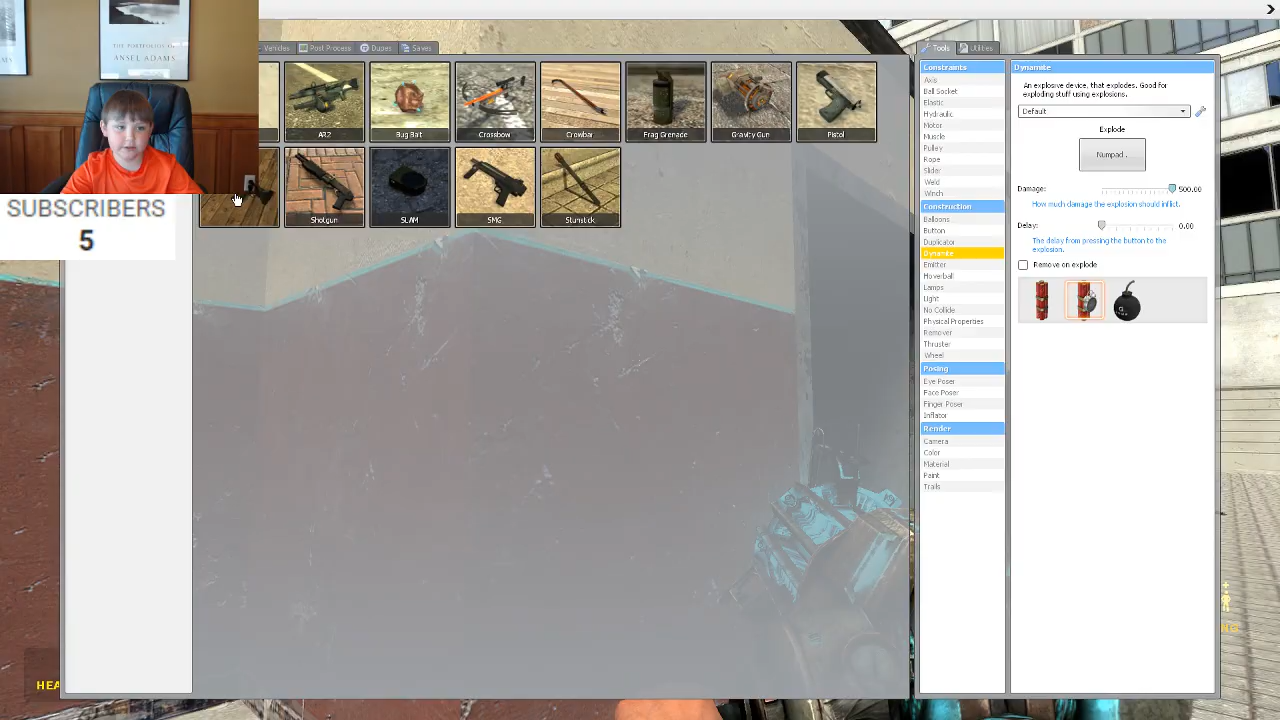 THE PORTFOLIOS OF
ANSEL ADAMS
SUBSCRIBERS
5
Vehicles
Post Process
Dupes
Saves
AR2
Bug Bait
Crossbow
Crowbar
Frag Grenade
Gravity Gun
Pistol
Shotgun
SLAM
SMG
Stunstick
Tools
Utilities
Constraints
Axis
Ball Socket
Elastic
Hydraulic
Motor
Muscle
Pulley
Rope
Slider
Weld
Winch
Construction
Balloons
Button
Duplicator
Dynamite
Emitter
Hoverball
Lamps
Light
No Collide
Physical Properties
Remover
Thruster
Wheel
Posing
Eye Poser
Face Poser
Finger Poser
Inflator
Render
Camera
Color
Material
Paint
Trails
Dynamite
An explosive device, that explodes. Good for
exploding stuff using explosions.
Default
Explode
Numpad .
Damage: 500.00
How much damage the explosion should inflict.
Delay: 0.00
The delay from pressing the button to the
explosion.
Remove on explode
HEA
NG